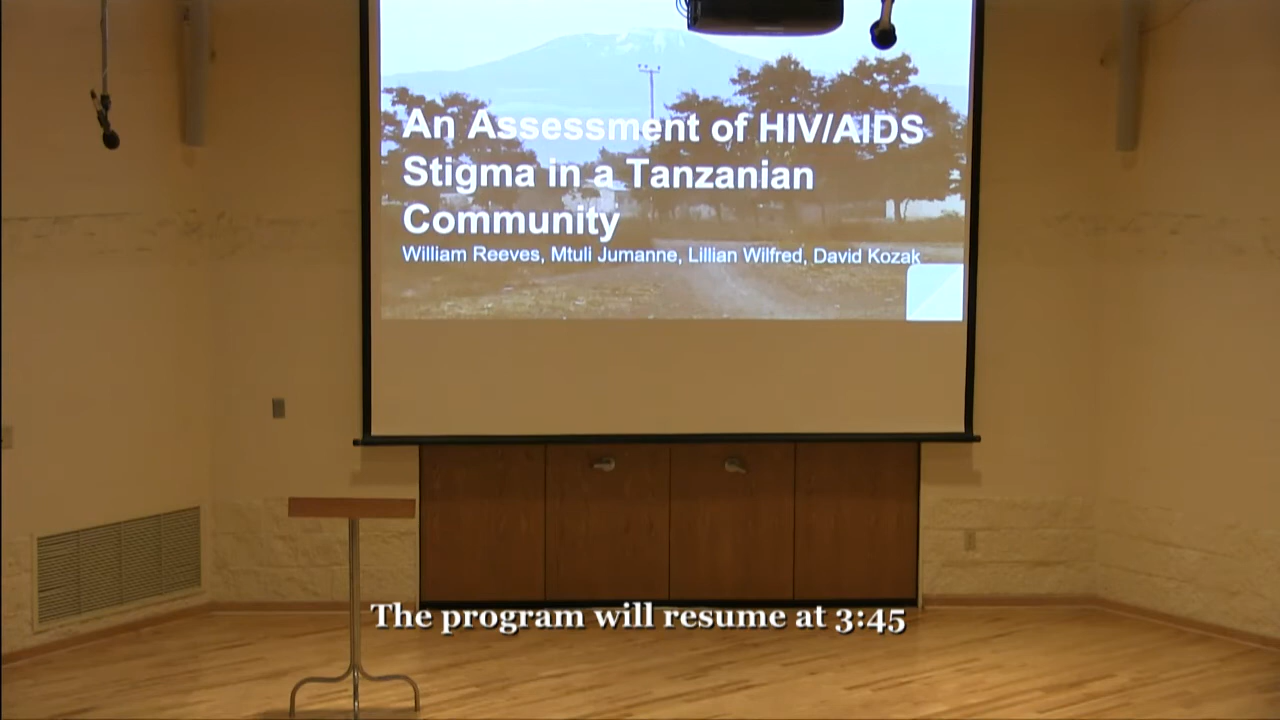 An Assessment of HIV/AIDS
Stigma in a Tanzanian
Community
William Reeves, Mtuli Jumanne, Lillian Wilfred, David Kozak
The program will resume at 3:45